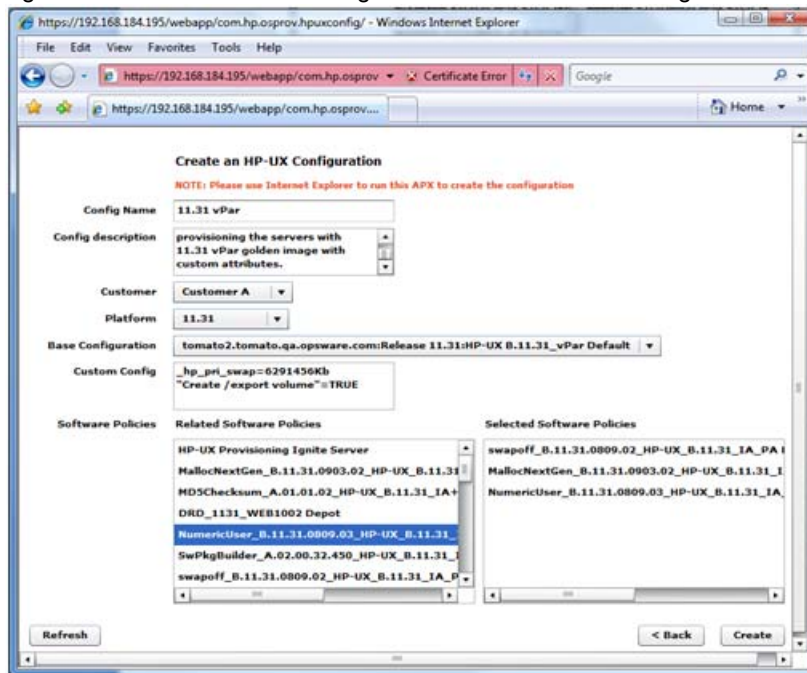 https://192.168.184.195/webapp/com.hp.osprov.hpuxconfig/ - Windows Internet Explorer
File Edit View Favorites Tools Help
https://192.168.184.195/webapp/com.hp.osprov Certificate Error Google
https://192.168.184.195/webapp/com.hp.osprov.... Home
Create an HP-UX Configuration
NOTE: Please use Internet Explorer to run this APX to create the configuration
Config Name 11.31 vPar
Config description provisioning the servers with
11.31 vPar golden image with
custom attributes.
Customer Customer A
Platform 11.31
Base Configuration tomato2.tomato.qa.opsware.com:Release 11.31:HP-UX B.11.31_vPar Default
Custom Config _hp_pri_swap=6291456Kb
"Create /export volume"=TRUE
Software Policies Related Software Policies Selected Software Policies
HP-UX Provisioning Ignite Server swapoff_B.11.31.0809.02_HP-UX_B.11.31_IA_PA
MallocNextGen_B.11.31.0903.02_HP-UX_B.11.31 MallocNextGen_B.11.31.0903.02_HP-UX_B.11.31_I
MD5Checksum_A.01.01.02_HP-UX_B.11.31_IA+ NumericUser_B.11.31.0809.03_HP-UX_B.11.31_IA_
DRD_1131_WEB1002 Depot
NumericUser_B.11.31.0809.03_HP-UX_B.11.31_
SwPkgBuilder_A.02.00.32.450_HP-UX_B.11.31_I
swapoff_B.11.31.0809.02_HP-UX_B.11.31_IA_P
Refresh < Back Create